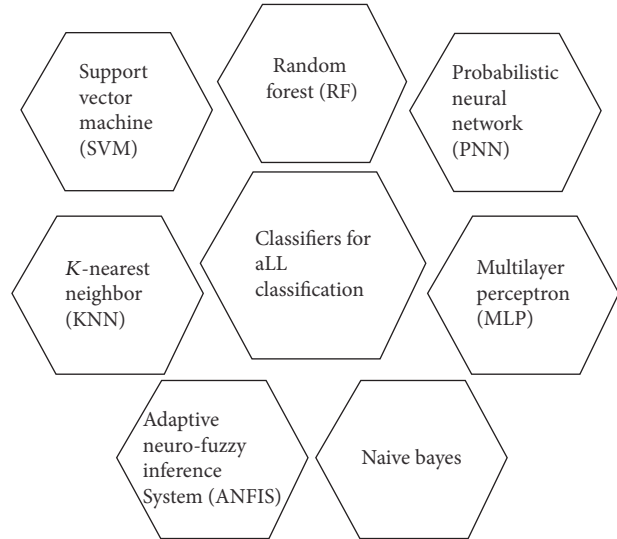 Support
vector
machine
(SVM)
Random
forest (RF)
Probabilistic
neural
network
(PNN)
K-nearest
neighbor
(KNN)
Classifiers for
aLL
classification
Multilayer
perceptron
(MLP)
Adaptive
neuro-fuzzy
inference
System (ANFIS)
Naive bayes